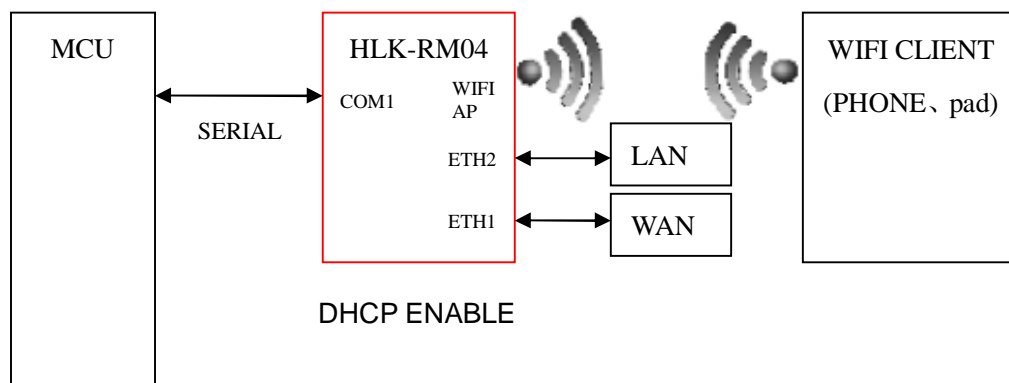 MCU
SERIAL
HLK-RM04
COM1
WIFI
AP
ETH2
ETH1
LAN
WAN
WIFI CLIENT
(PHONE、pad)
DHCP ENABLE